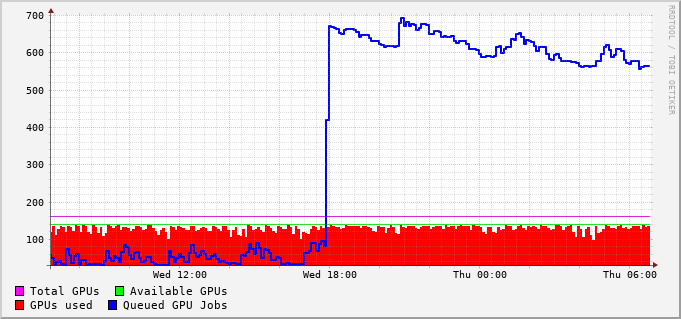 700
600
500
400
300
200
100
Wed 12:00 Wed 18:00 Thu 00:00 Thu 06:00
Total GPUs Available GPUs
GPUs used Queued GPU Jobs
RRDTOOL / TOBI OETIKER